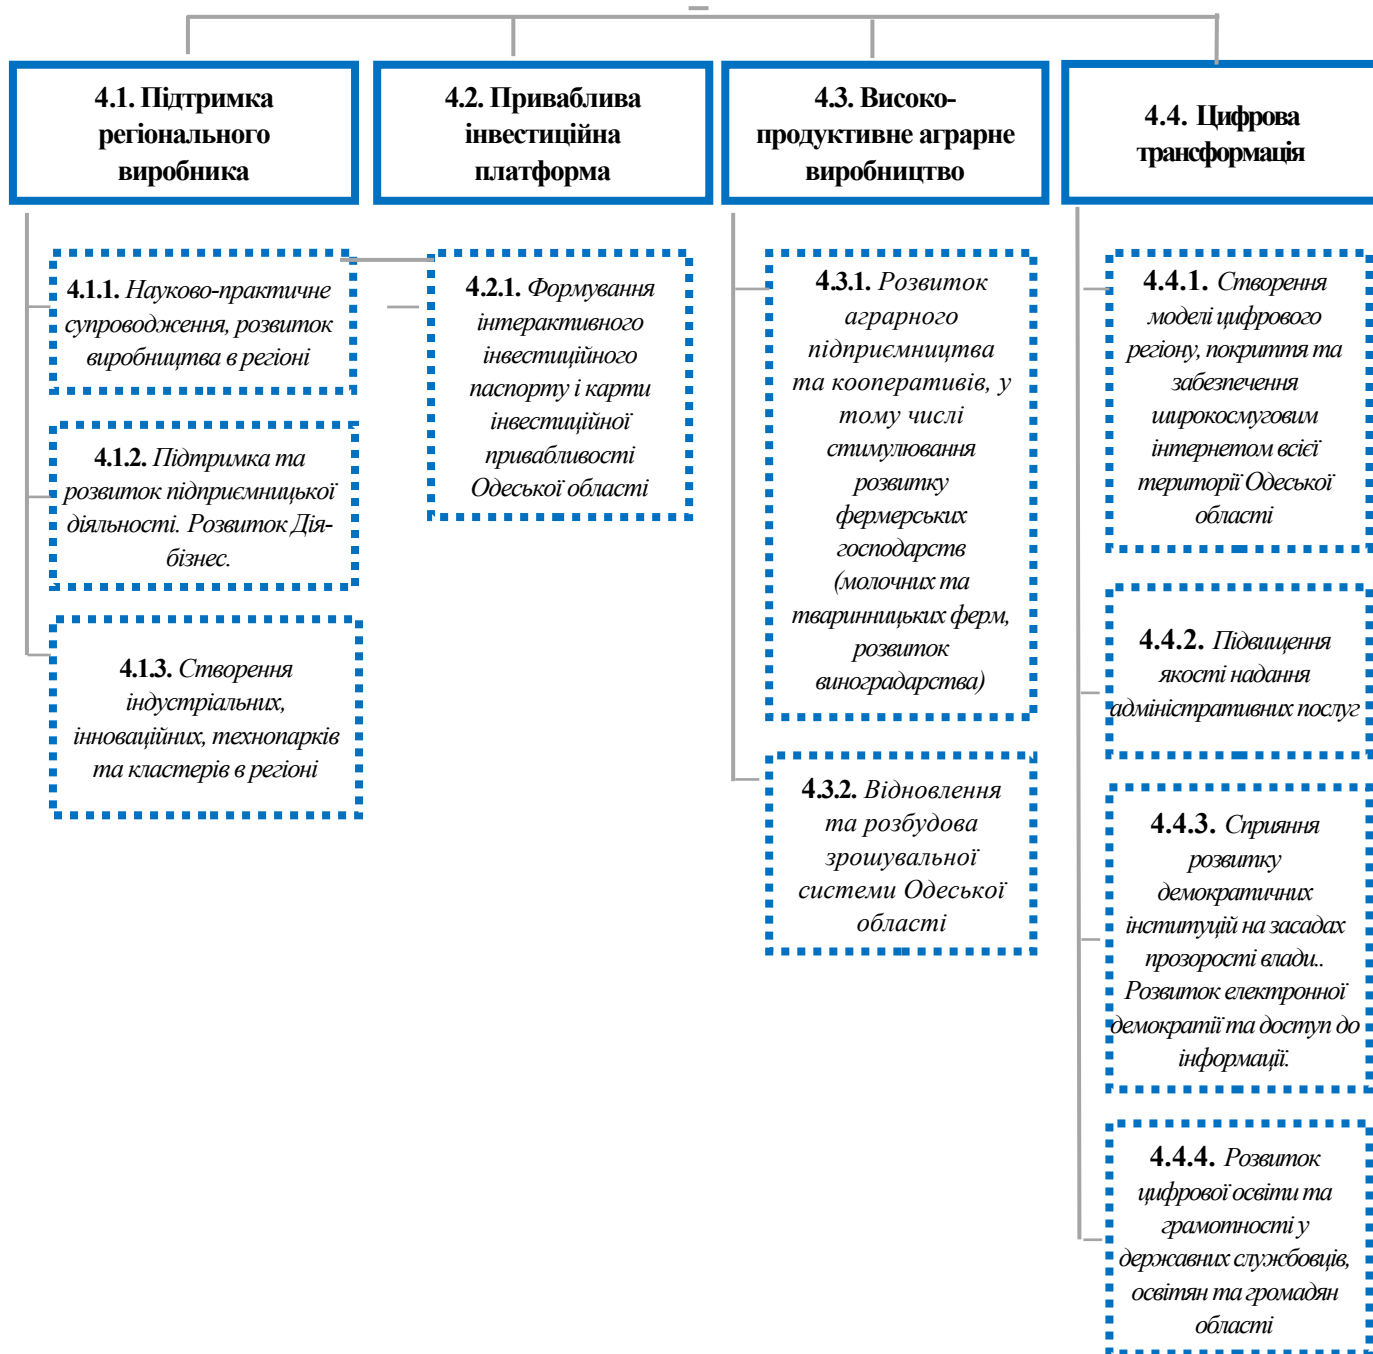 4.1. Підтримка
регіонального
виробника
4.2. Приваблива
інвестиційна
платформа
4.3. Високо-
продуктивне аграрне
виробництво
4.4. Цифрова
трансформація
4.1.1. Науково-практичне
супроводження, розвиток
виробництва в регіоні
4.1.2. Підтримка та
розвиток підприємницької
діяльності. Розвиток Дія-
бізнес.
4.1.3. Створення
індустріальних,
інноваційних, технопарків
та кластерів в регіоні
4.2.1. Формування
інтерактивного
інвестиційного
паспорту і карти
інвестиційної
привабливості
Одеської області
4.3.1. Розвиток
аграрного
підприємництва
та кооперативів, у
тому числі
стимулювання
розвитку
фермерських
господарств
(молочних та
тваринницьких ферм,
розвиток
виноградарства)
4.3.2. Відновлення
та розбудова
зрошувальної
системи Одеської
області
4.4.1. Створення
моделі цифрового
регіону, покриття та
забезпечення
широкосмуговим
інтернетом всієї
території Одеської
області
4.4.2. Підвищення
якості надання
адміністративних послуг
4.4.3. Сприяння
розвитку
демократичних
інституцій на засадах
прозорості влади..
Розвиток електронної
демократії та доступ до
інформації.
4.4.4. Розвиток
цифрової освіти та
грамотності у
державних службовців,
освітян та громадян
області